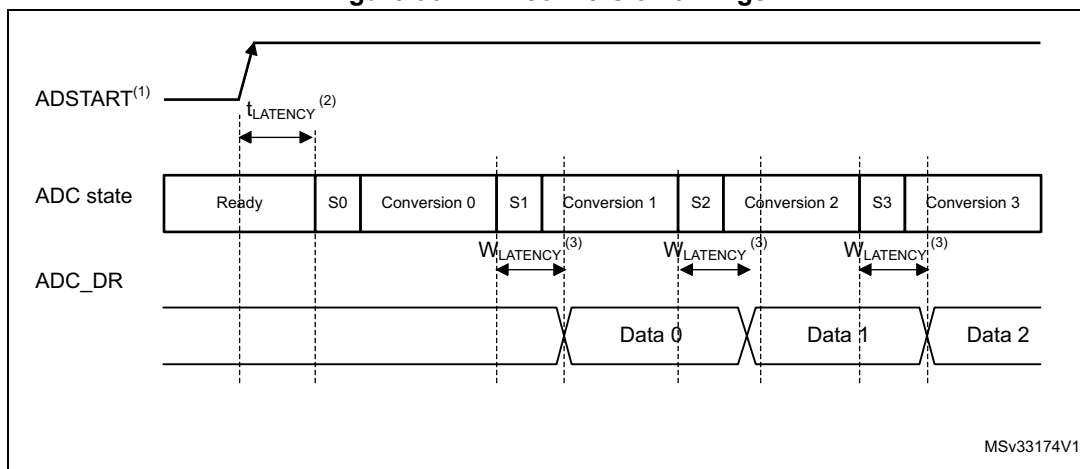 ADSTART(1)
tLATENCY(2)
ADC state
Ready
S0
Conversion 0
S1
Conversion 1
S2
Conversion 2
S3
Conversion 3
WLATENCY(3)
WLATENCY(3)
WLATENCY(3)
ADC_DR
Data 0
Data 1
Data 2
MSv33174V1